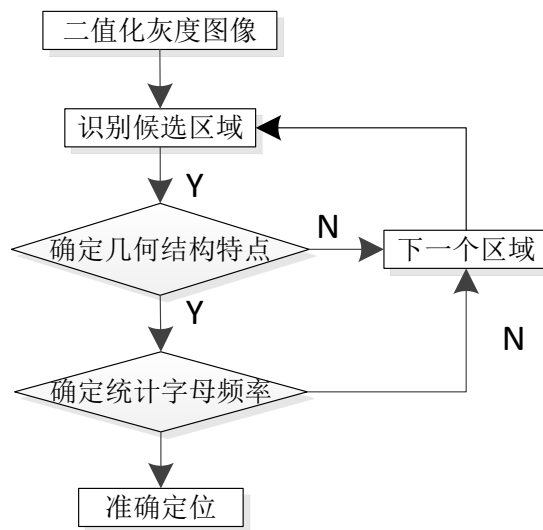 二值化灰度图像
识别候选区域
Y
确定几何结构特点
N
下一个区域
Y
N
确定统计字母频率
准确定位